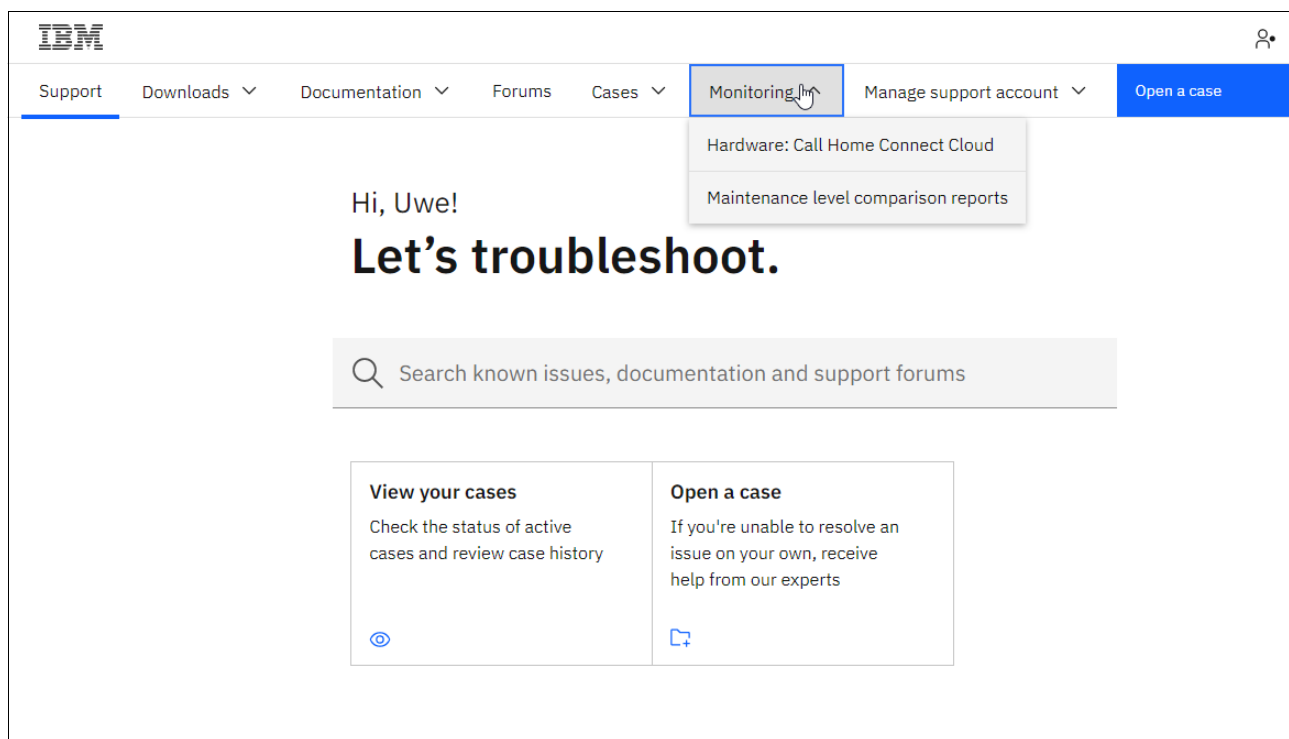 IBM
Support Downloads Documentation Forums Cases Monitoring Manage support account Open a case
Hardware: Call Home Connect Cloud
Maintenance level comparison reports
Hi, Uwe!
Let's troubleshoot.
Search known issues, documentation and support forums
View your cases
Check the status of active
cases and review case history
Open a case
If you're unable to resolve an
issue on your own, receive
help from our experts